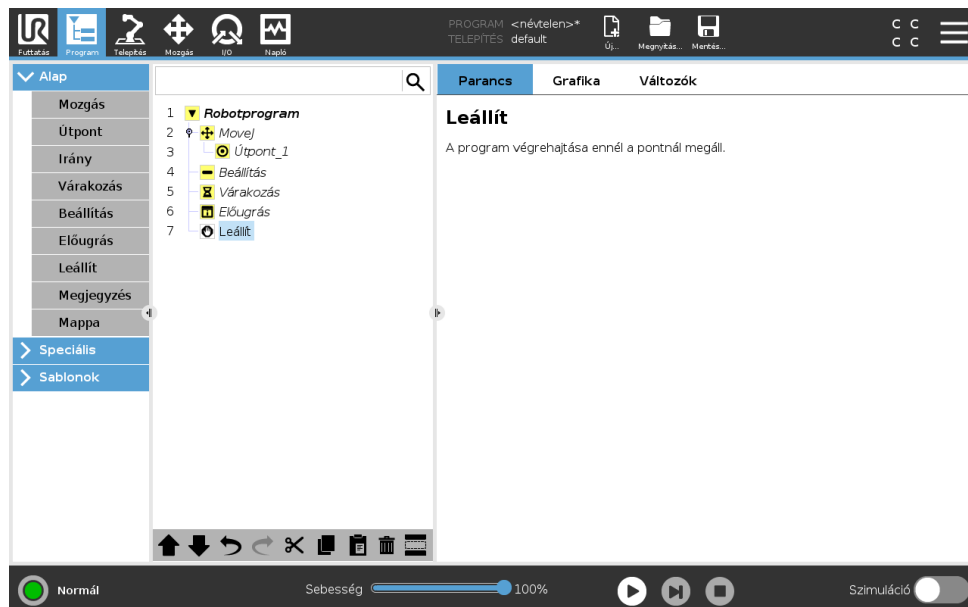 UR
PROGRAM <névtelen>*
TELEPÍTÉS default
Futtatás
Program
Telepítés
Mozgás
I/O
Napló
Új...
Megnyitás...
Mentés...
C C
C C
Alap
Mozgás
Útpont
Irány
Várakozás
Beállítás
Előugrás
Leállít
Megjegyzés
Mappa
Speciális
Sablonok
1 Robotprogram
2 MoveJ
3 Útpont_1
4 Beállítás
5 Várakozás
6 Előugrás
7 Leállít
Parancs Grafika Változók
Leállít
A program végrehajtása ennél a pontnál megáll.
Normál
Sebesség 100%
Szimuláció